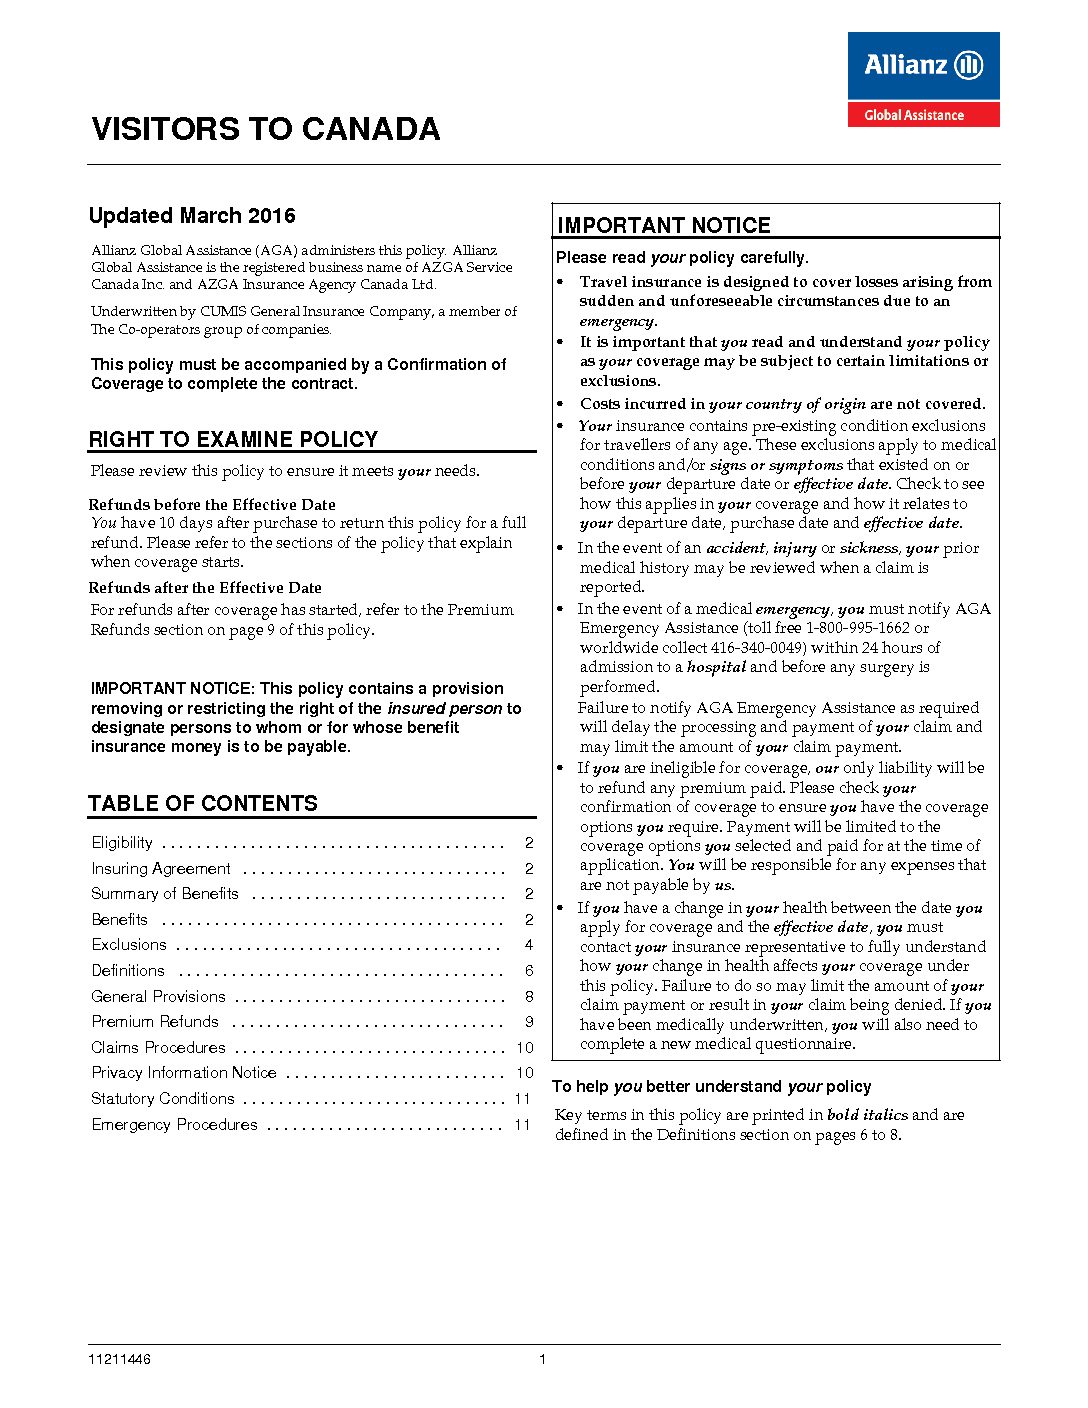 Allianz
Global Assistance
VISITORS TO CANADA
Updated March 2016
Allianz Global Assistance (AGA) administers this policy. Allianz
Global Assistance is the registered business name of AZGA Service
Canada Inc. and AZGA Insurance Agency Canada Ltd.
Underwritten by CUMIS General Insurance Company, a member of
The Co-operators group of companies.
This policy must be accompanied by a Confirmation of
Coverage to complete the contract.
RIGHT TO EXAMINE POLICY
Please review this policy to ensure it meets your needs.
Refunds before the Effective Date
You have 10 days after purchase to return this policy for a full
refund. Please refer to the sections of the policy that explain
when coverage starts.
Refunds after the Effective Date
For refunds after coverage has started, refer to the Premium
Refunds section on page 9 of this policy.
IMPORTANT NOTICE: This policy contains a provision
removing or restricting the right of the insured person to
designate persons to whom or for whose benefit
insurance money is to be payable.
TABLE OF CONTENTS
Eligibility . . . . . . . . . . . . . . . . . . . . . . . . . . . . . . . . . . . . . . . 2
Insuring Agreement . . . . . . . . . . . . . . . . . . . . . . . . . . . . . . 2
Summary of Benefits . . . . . . . . . . . . . . . . . . . . . . . . . . . . . 2
Benefits . . . . . . . . . . . . . . . . . . . . . . . . . . . . . . . . . . . . . . . 2
Exclusions . . . . . . . . . . . . . . . . . . . . . . . . . . . . . . . . . . . . . 4
Definitions . . . . . . . . . . . . . . . . . . . . . . . . . . . . . . . . . . . . . 6
General Provisions . . . . . . . . . . . . . . . . . . . . . . . . . . . . . . . 8
Premium Refunds . . . . . . . . . . . . . . . . . . . . . . . . . . . . . . . 9
Claims Procedures . . . . . . . . . . . . . . . . . . . . . . . . . . . . . . . 10
Privacy Information Notice . . . . . . . . . . . . . . . . . . . . . . . . . 10
Statutory Conditions . . . . . . . . . . . . . . . . . . . . . . . . . . . . . . 11
Emergency Procedures . . . . . . . . . . . . . . . . . . . . . . . . . . . 11
IMPORTANT NOTICE
Please read your policy carefully.
• Travel insurance is designed to cover losses arising from
sudden and unforeseeable circumstances due to an
emergency.
• It is important that you read and understand your policy
as your coverage may be subject to certain limitations or
exclusions.
• Costs incurred in your country of origin are not covered.
• Your insurance contains pre-existing condition exclusions
for travellers of any age. These exclusions apply to medical
conditions and/or signs or symptoms that existed on or
before your departure date or effective date. Check to see
how this applies in your coverage and how it relates to
your departure date, purchase date and effective date.
• In the event of an accident, injury or sickness, your prior
medical history may be reviewed when a claim is
reported.
• In the event of a medical emergency, you must notify AGA
Emergency Assistance (toll free 1-800-995-1662 or
worldwide collect 416-340-0049) within 24 hours of
admission to a hospital and before any surgery is
performed.
Failure to notify AGA Emergency Assistance as required
will delay the processing and payment of your claim and
may limit the amount of your claim payment.
• If you are ineligible for coverage, our only liability will be
to refund any premium paid. Please check your
confirmation of coverage to ensure you have the coverage
options you require. Payment will be limited to the
coverage options you selected and paid for at the time of
application. You will be responsible for any expenses that
are not payable by us.
• If you have a change in your health between the date you
apply for coverage and the effective date, you must
contact your insurance representative to fully understand
how your change in health affects your coverage under
this policy. Failure to do so may limit the amount of your
claim payment or result in your claim being denied. If you
have been medically underwritten, you will also need to
complete a new medical questionnaire.
To help you better understand your policy
Key terms in this policy are printed in bold italics and are
defined in the Definitions section on pages 6 to 8.
11211446
1